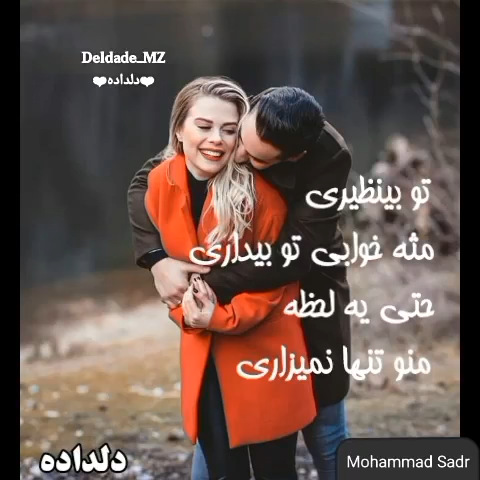 Deldade_MZ
❤دلداده❤
تو بینظیری
مثه خوابی تو بیداری
حتی یه لحظه
منو تنها نمیزاری
دلداده
Mohammad Sadr